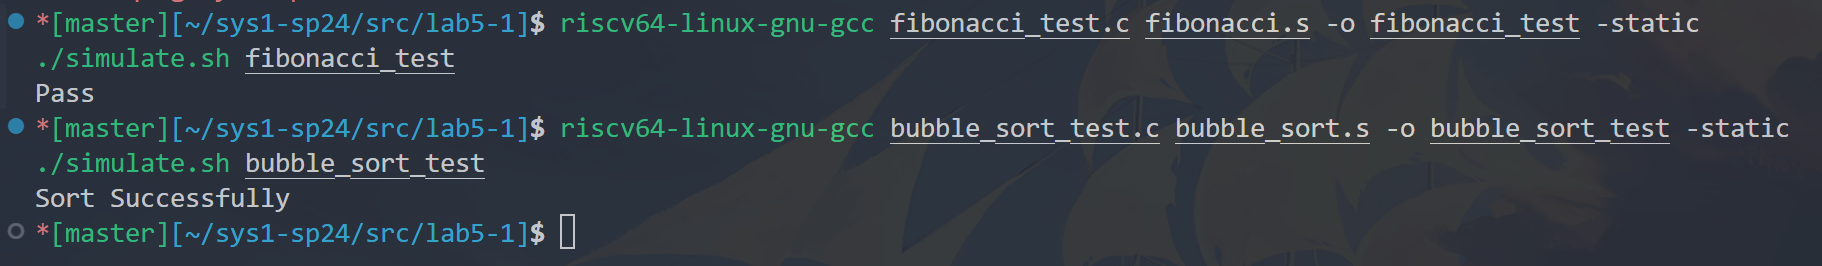 *[master][~/sys1-sp24/src/lab5-1]$ riscv64-linux-gnu-gcc fibonacci_test.c fibonacci.s -o fibonacci_test -static
./simulate.sh fibonacci_test
Pass
*[master][~/sys1-sp24/src/lab5-1]$ riscv64-linux-gnu-gcc bubble_sort_test.c bubble_sort.s -o bubble_sort_test -static
./simulate.sh bubble_sort_test
Sort Successfully
*[master][~/sys1-sp24/src/lab5-1]$